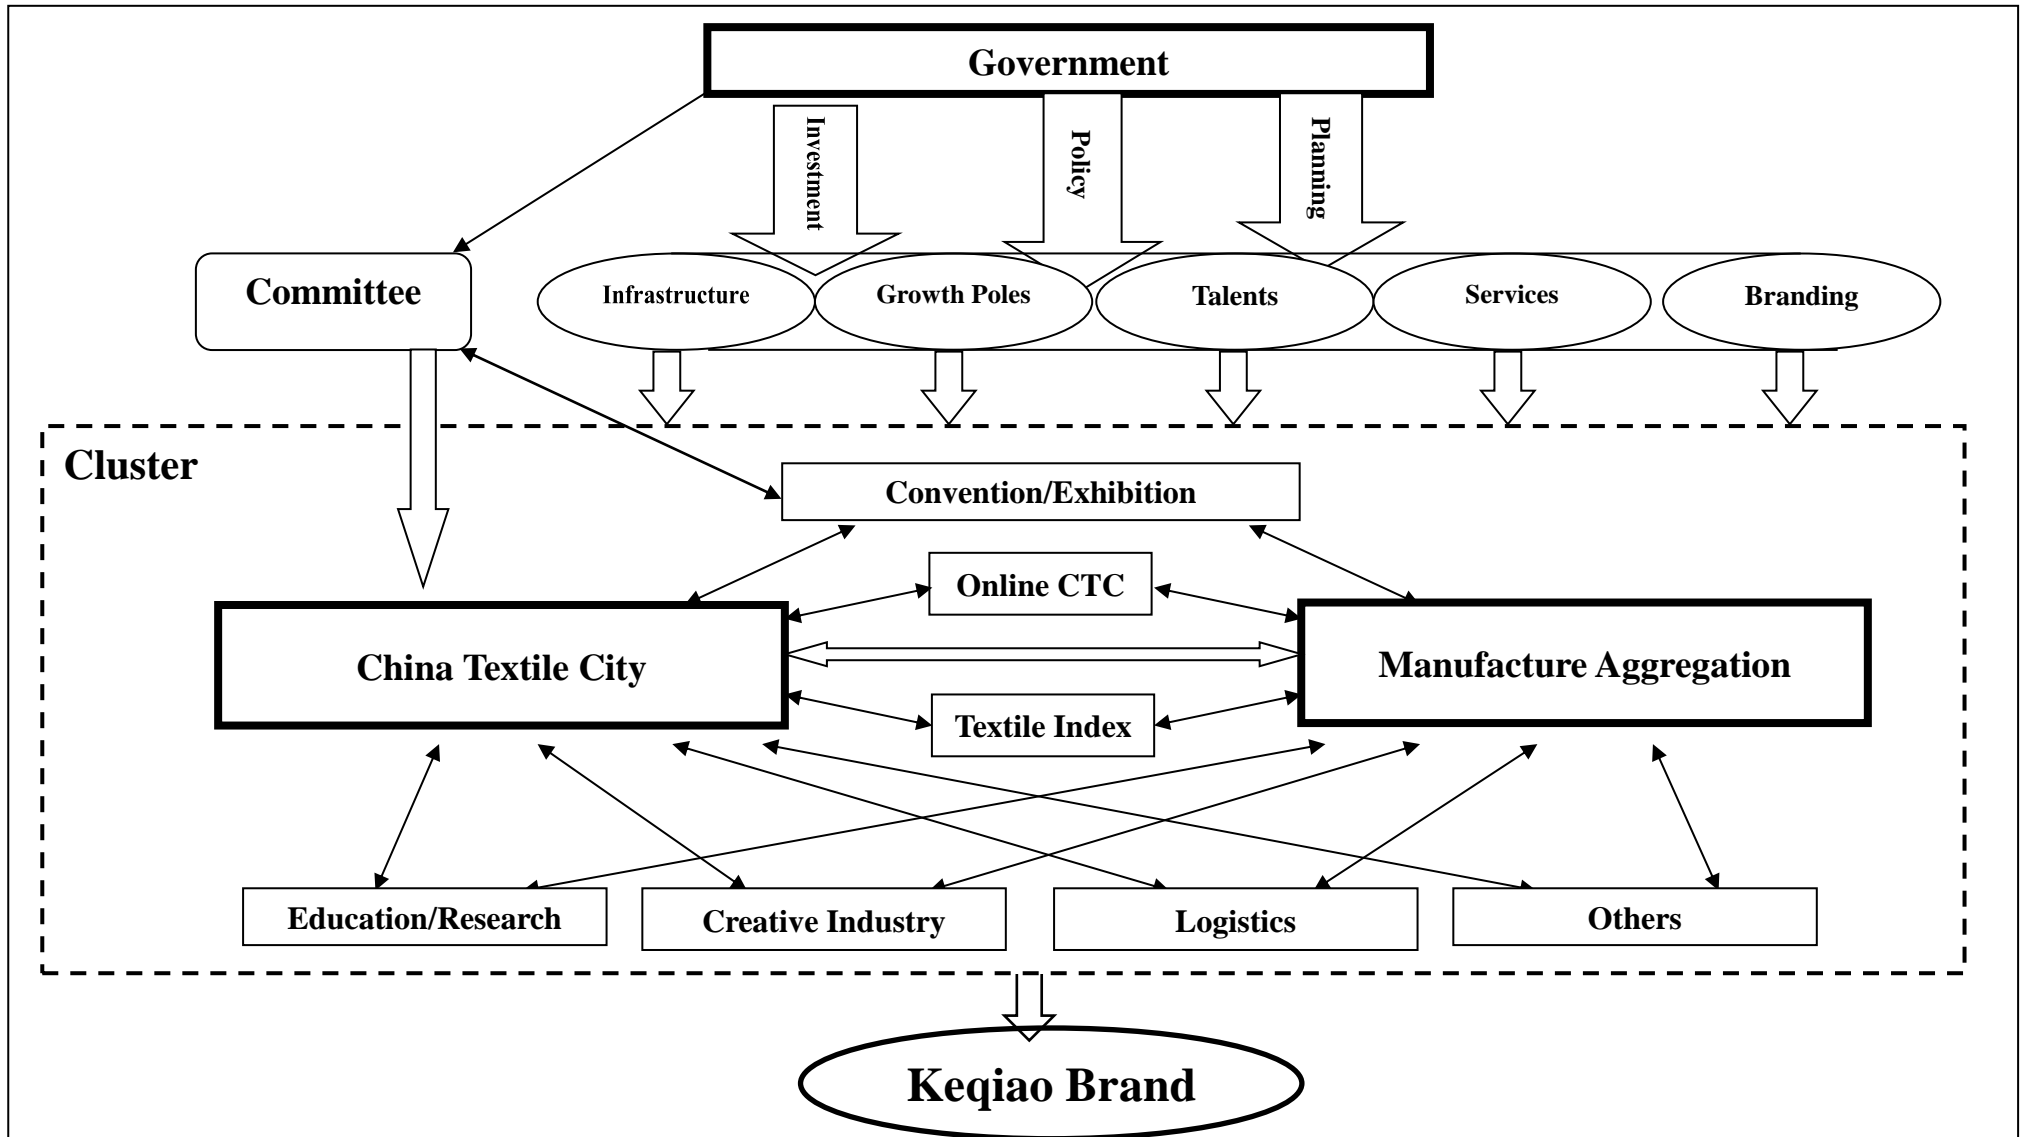 Government
Investment
Policy
Planning
Committee
Infrastructure
Growth Poles
Talents
Services
Branding
Cluster
Convention/Exhibition
Online CTC
China Textile City
Manufacture Aggregation
Textile Index
Education/Research
Creative Industry
Logistics
Others
Keqiao Brand